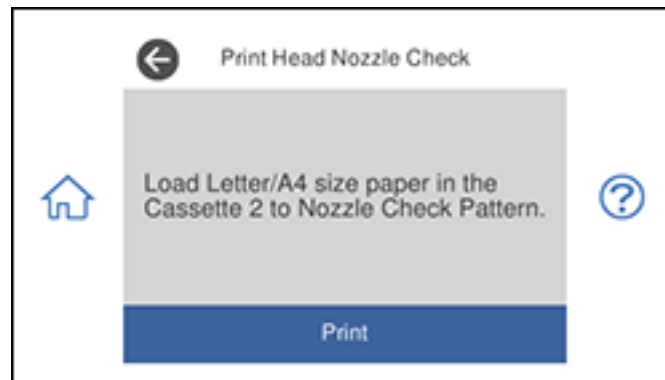 Print Head Nozzle Check
Load Letter/A4 size paper in the
Cassette 2 to Nozzle Check Pattern.
Print